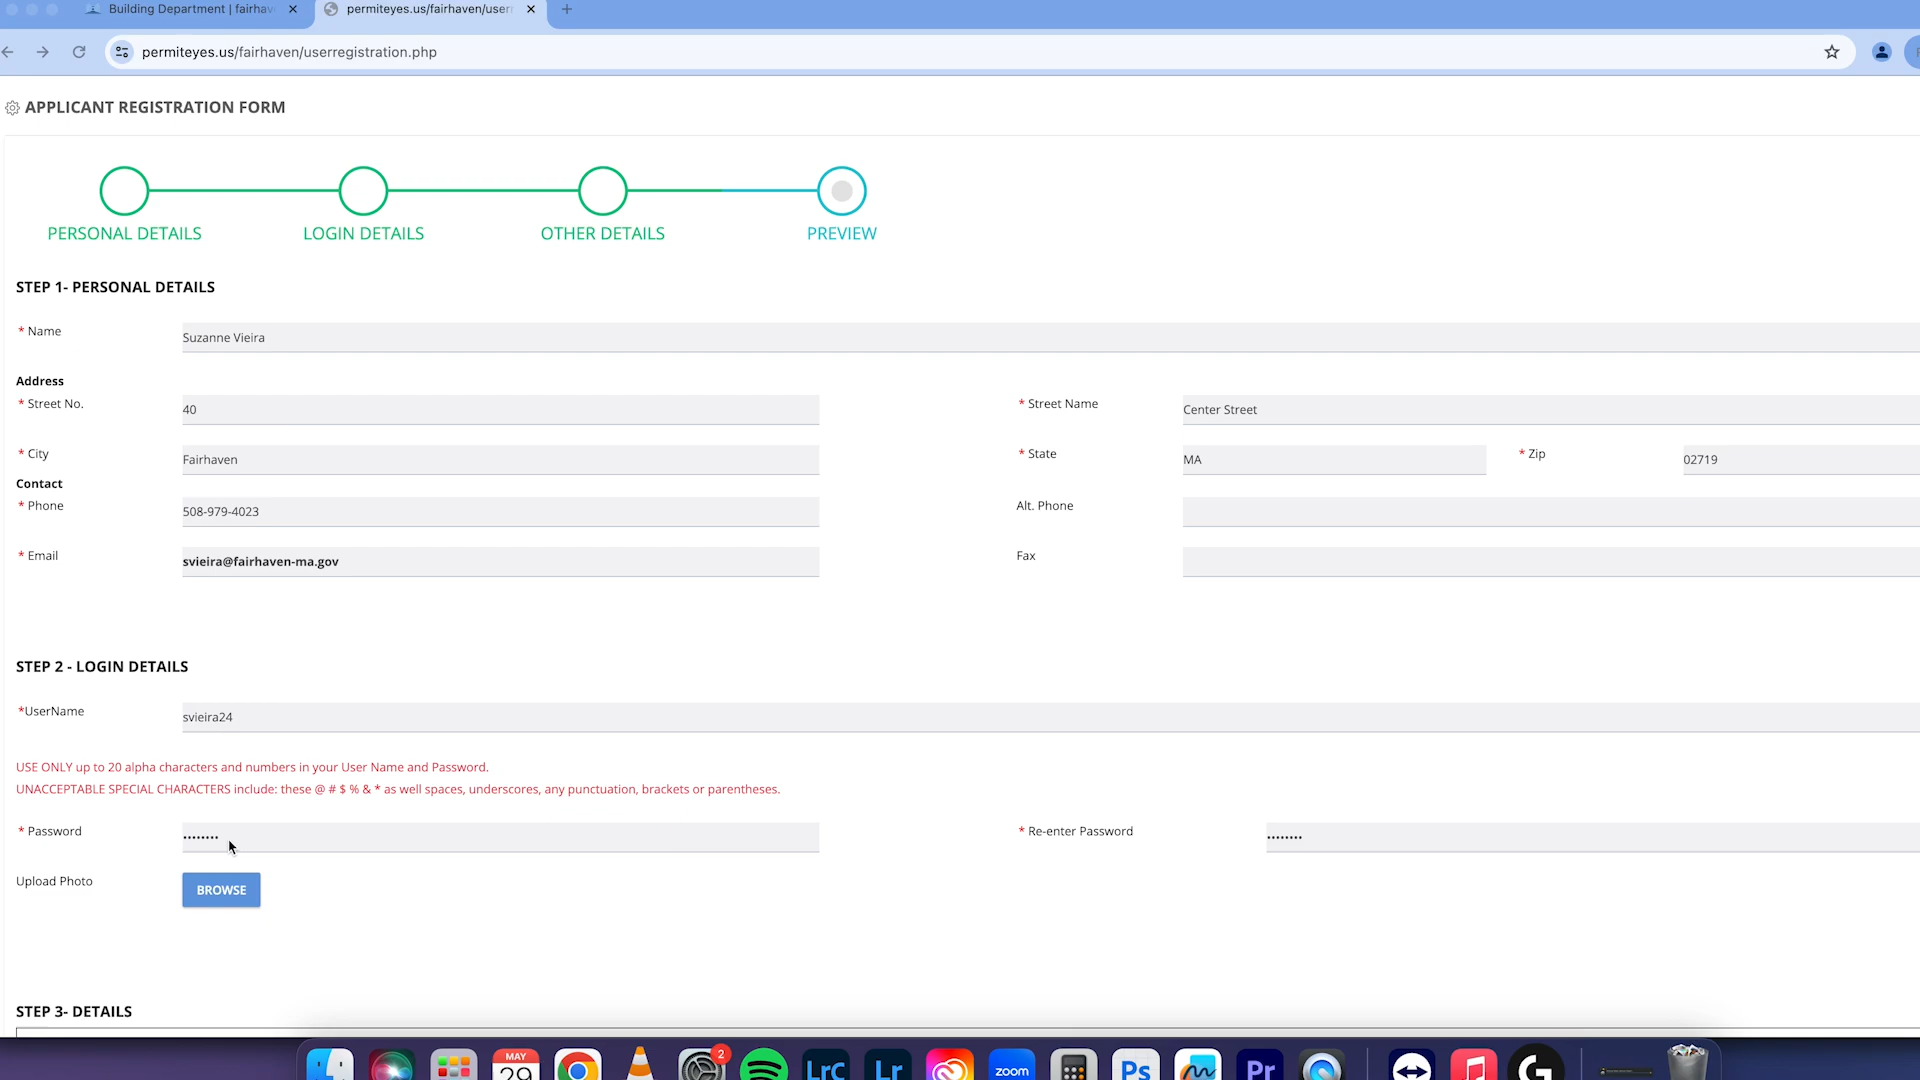 Building Department | fairhav
permiteyes.us/fairhaven/user
permiteyes.us/fairhaven/userregistration.php
APPLICANT REGISTRATION FORM
PERSONAL DETAILS
LOGIN DETAILS
OTHER DETAILS
PREVIEW
STEP 1- PERSONAL DETAILS
* Name
Suzanne Vieira
Address
* Street No.
40
* Street Name
Center Street
* City
Fairhaven
* State
MA
* Zip
02719
Contact
* Phone
508-979-4023
Alt. Phone
* Email
svieira@fairhaven-ma.gov
Fax
STEP 2 - LOGIN DETAILS
*UserName
svieira24
USE ONLY up to 20 alpha characters and numbers in your User Name and Password.
UNACCEPTABLE SPECIAL CHARACTERS include: these @ # $ % & * as well spaces, underscores, any punctuation, brackets or parentheses.
* Password
••••••••
* Re-enter Password
••••••••
Upload Photo
BROWSE
STEP 3- DETAILS
MAY
29
2
LrC
Lr
zoom
Ps
Pr